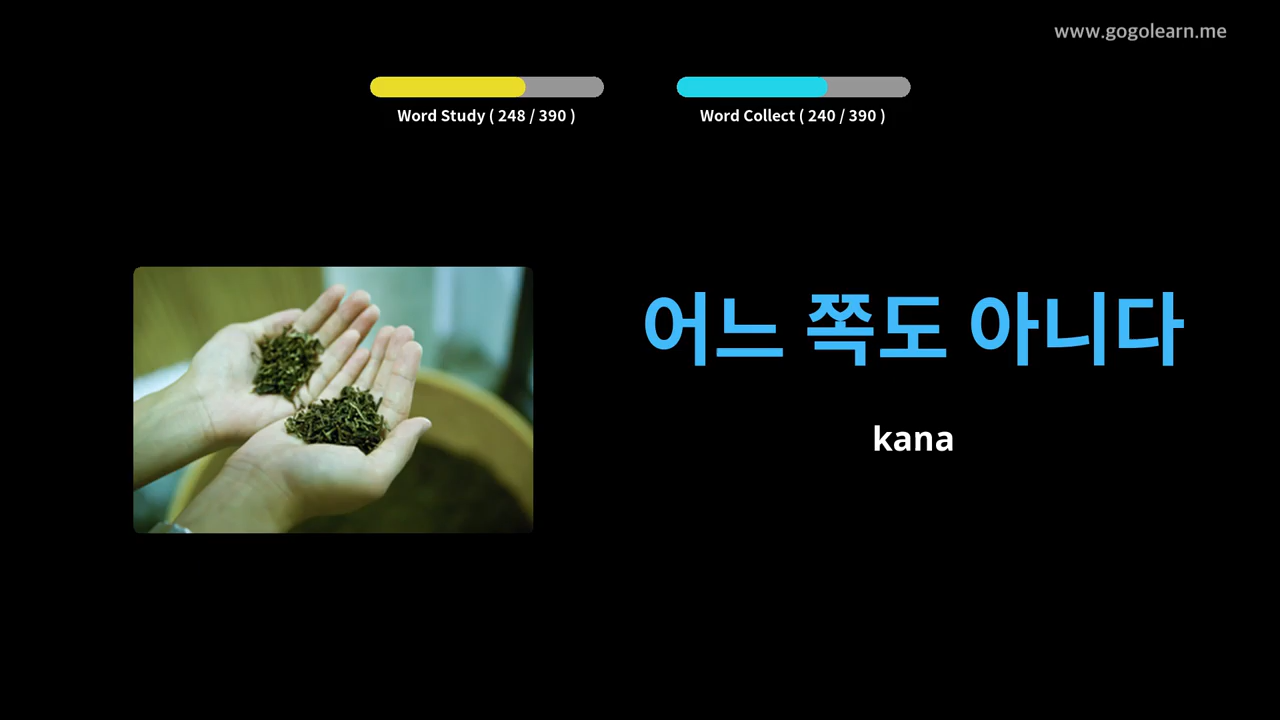 www.gogolearn.me
Word Study ( 248 / 390 )
Word Collect ( 240 / 390 )
어느 쪽도 아니다
kana